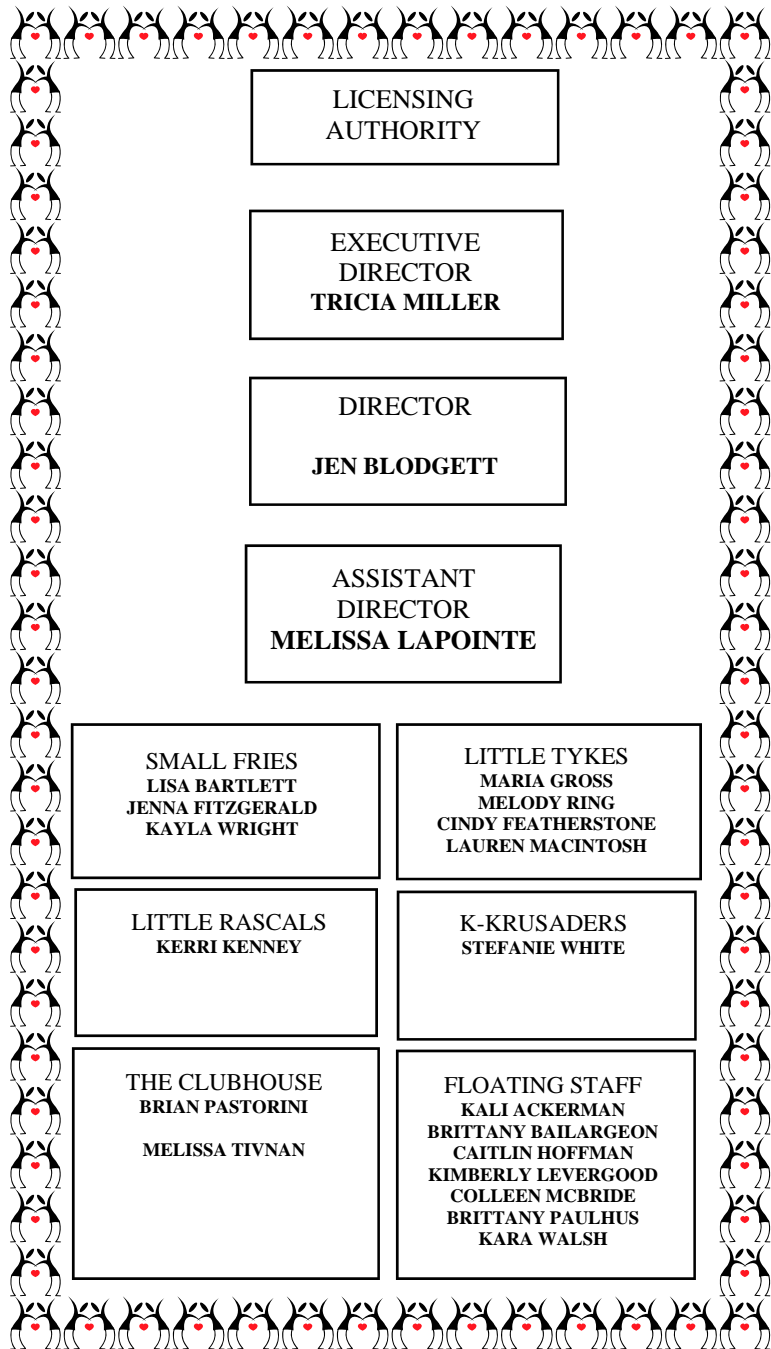 LICENSING
AUTHORITY
EXECUTIVE
DIRECTOR
TRICIA MILLER
DIRECTOR
JEN BLODGETT
ASSISTANT
DIRECTOR
MELISSA LAPOINTE
SMALL FRIES
LISA BARTLETT
JENNA FITZGERALD
KAYLA WRIGHT
LITTLE TYKES
MARIA GROSS
MELODY RING
CINDY FEATHERSTONE
LAUREN MACINTOSH
LITTLE RASCALS
KERRI KENNEY
K-KRUSADERS
STEFANIE WHITE
THE CLUBHOUSE
BRIAN PASTORINI
MELISSA TIVNAN
FLOATING STAFF
KALI ACKERMAN
BRITTANY BAILARGEON
CAITLIN HOFFMAN
KIMBERLY LEVERGOOD
COLLEEN MCBRIDE
BRITTANY PAULHUS
KARA WALSH